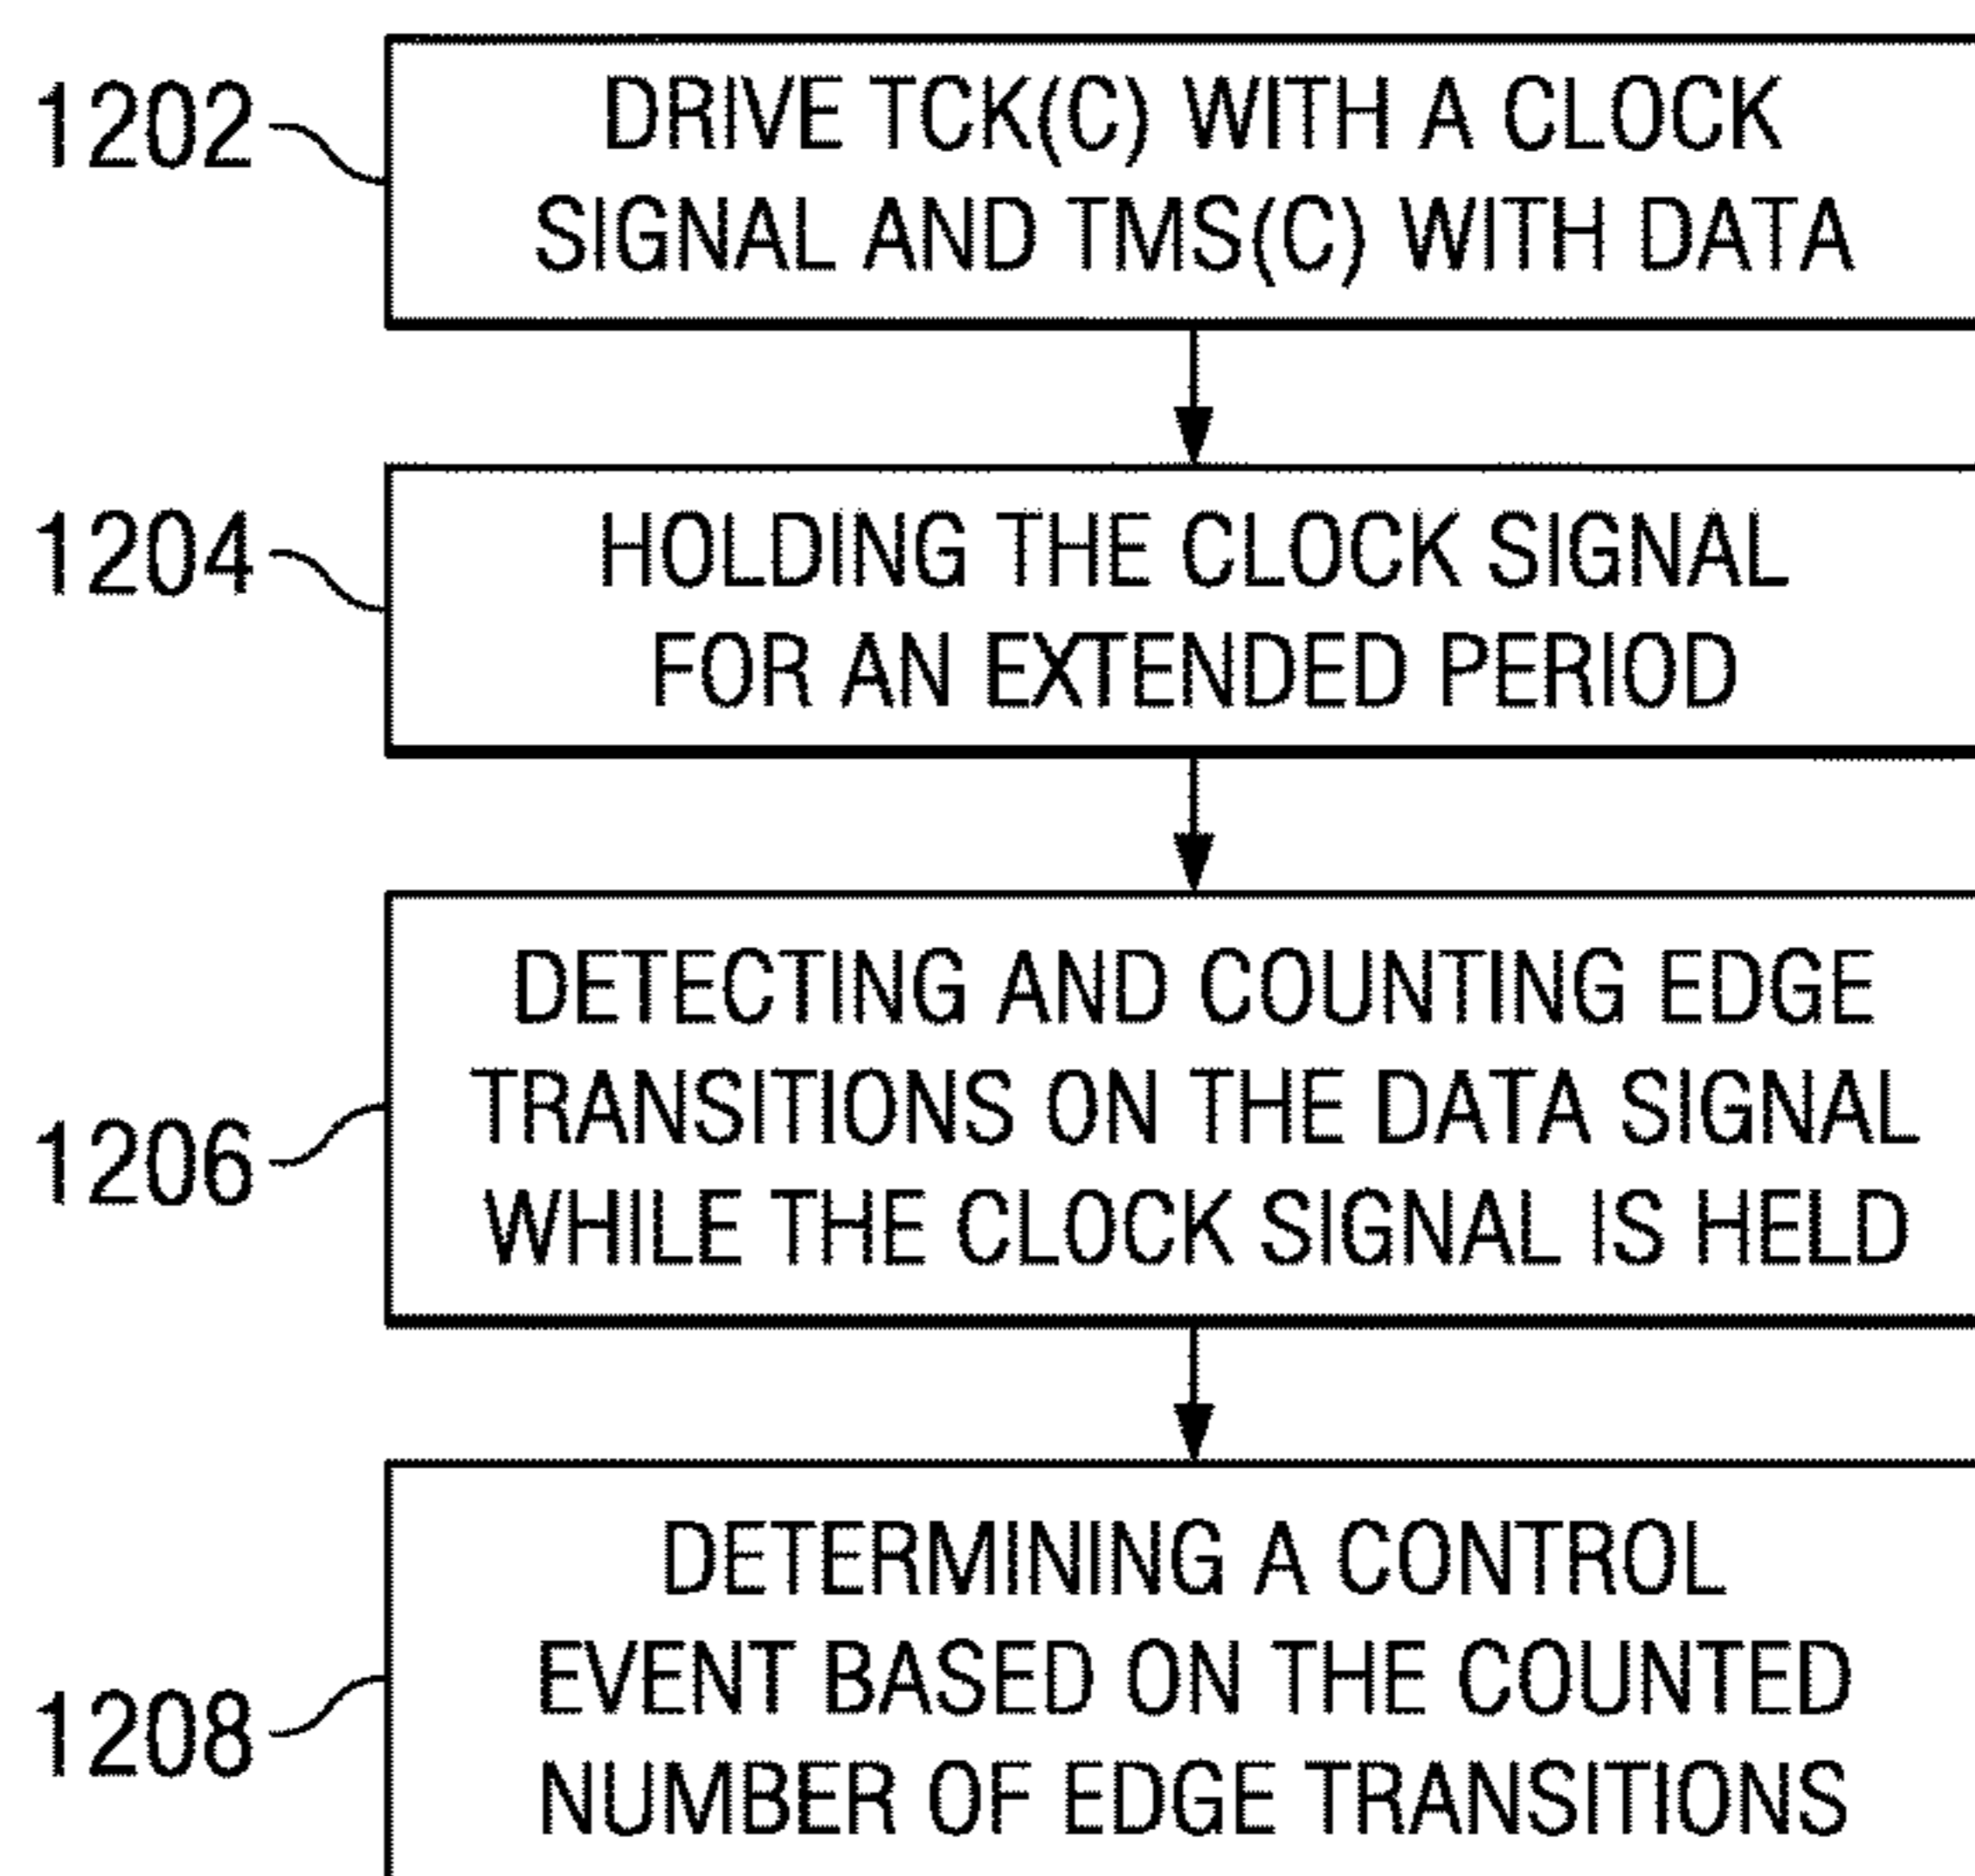 1202
DRIVE TCK(C) WITH A CLOCK
SIGNAL AND TMS(C) WITH DATA
1204
HOLDING THE CLOCK SIGNAL
FOR AN EXTENDED PERIOD
1206
DETECTING AND COUNTING EDGE
TRANSITIONS ON THE DATA SIGNAL
WHILE THE CLOCK SIGNAL IS HELD
1208
DETERMINING A CONTROL
EVENT BASED ON THE COUNTED
NUMBER OF EDGE TRANSITIONS